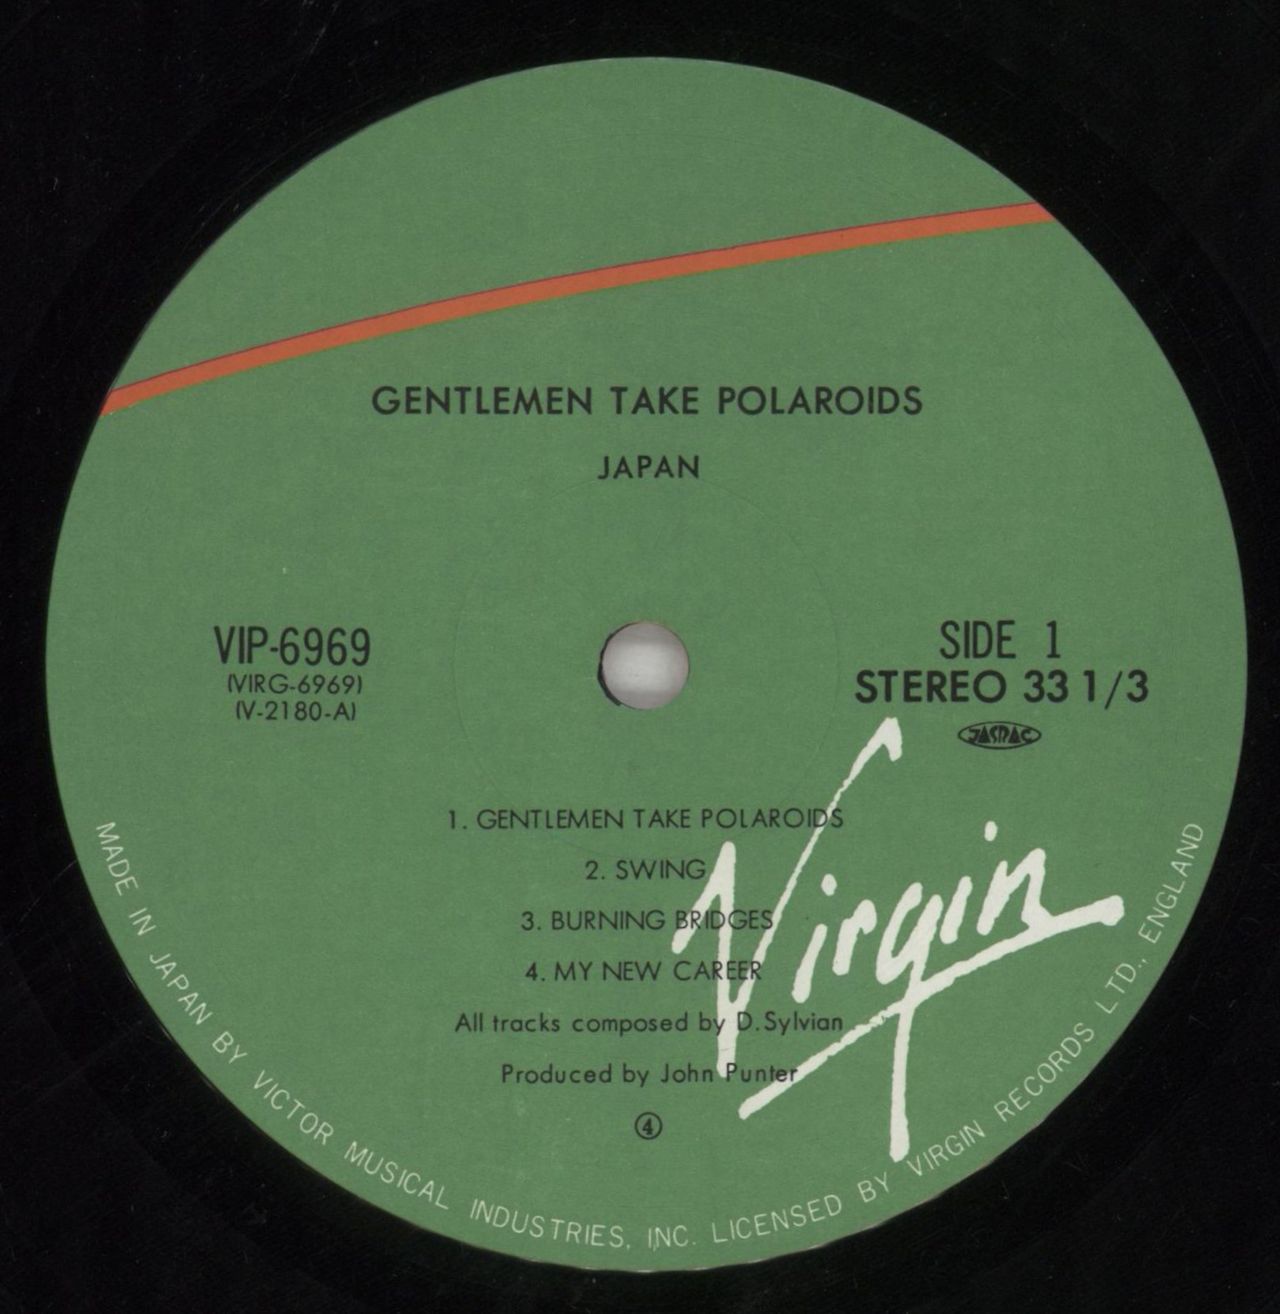 GENTLEMEN TAKE POLAROIDS
JAPAN
VIP-6969
(VIRG-6969)
(V-2180-A)
SIDE 1
STEREO 33 1/3
JASRAC
1. GENTLEMEN TAKE POLAROIDS
2. SWING
3. BURNING BRIDGES
4. MY NEW CAREER
All tracks composed by D.Sylvian
Produced by John Punter
④
Virgin
MADE IN JAPAN BY VICTOR MUSICAL INDUSTRIES, INC. LICENSED BY VIRGIN RECORDS LTD., ENGLAND